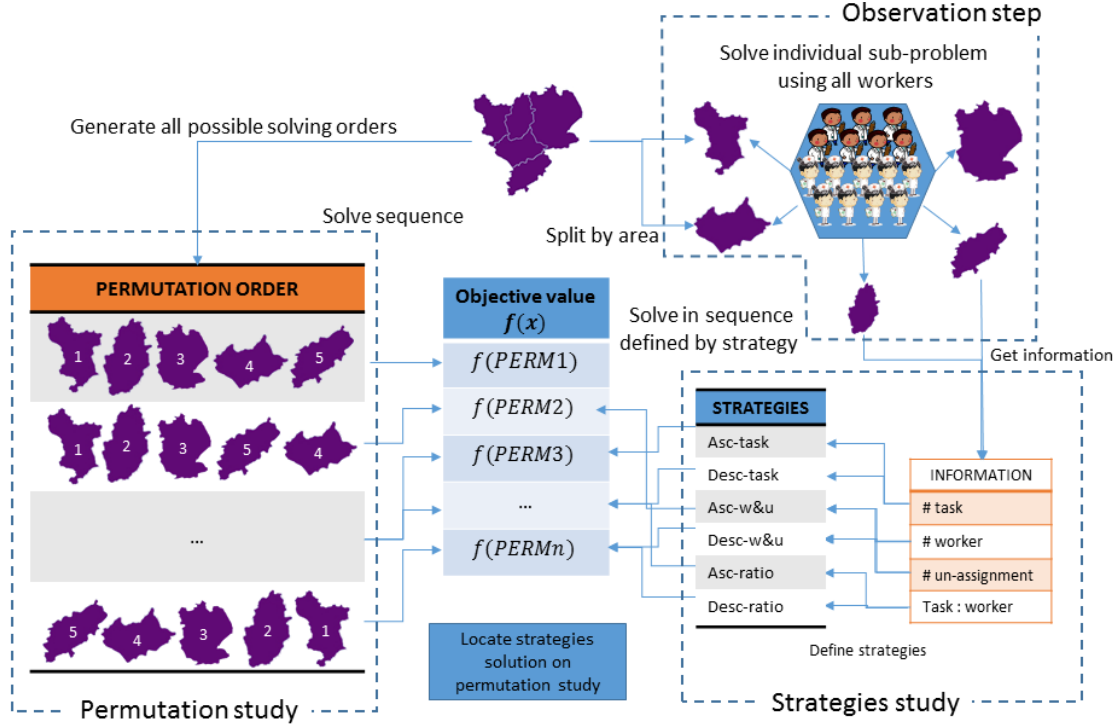 Observation step
Solve individual sub-problem
using all workers
Generate all possible solving orders
Solve sequence
Split by area
PERMUTATION ORDER
1 2 3 4 5
1 2 3 5 4
...
5 4 3 2 1
Permutation study
Objective value
f(x)
f(PERM1)
f(PERM2)
f(PERM3)
...
f(PERMn)
Locate strategies
solution on
permutation study
Solve in sequence
defined by strategy
Get information
STRATEGIES
Asc-task
Desc-task
Asc-w&u
Desc-w&u
Asc-ratio
Desc-ratio
INFORMATION
# task
# worker
# un-assignment
Task : worker
Define strategies
Strategies study